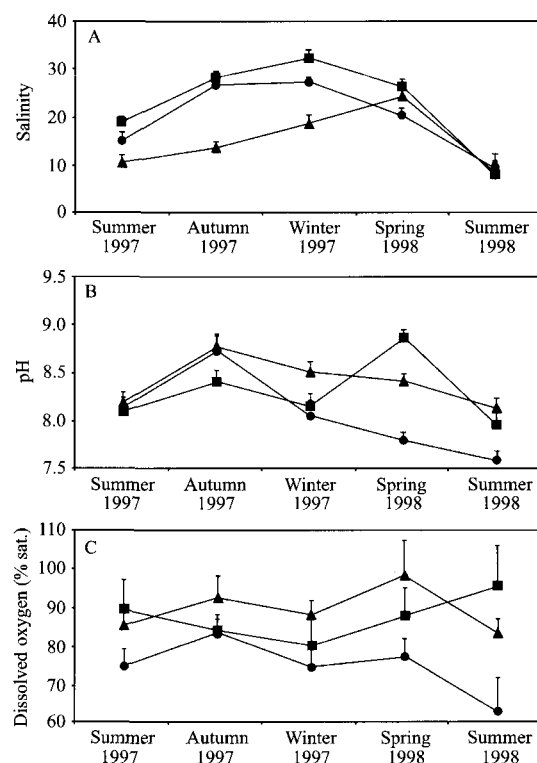 A
Salinity
40
30
20
10
0
Summer Autumn Winter Spring Summer
1997 1997 1997 1998 1998
B
pH
9.5
9.0
8.5
8.0
7.5
Summer Autumn Winter Spring Summer
1997 1997 1997 1998 1998
C
Dissolved oxygen (% sat.)
110
100
90
80
70
60
Summer Autumn Winter Spring Summer
1997 1997 1997 1998 1998